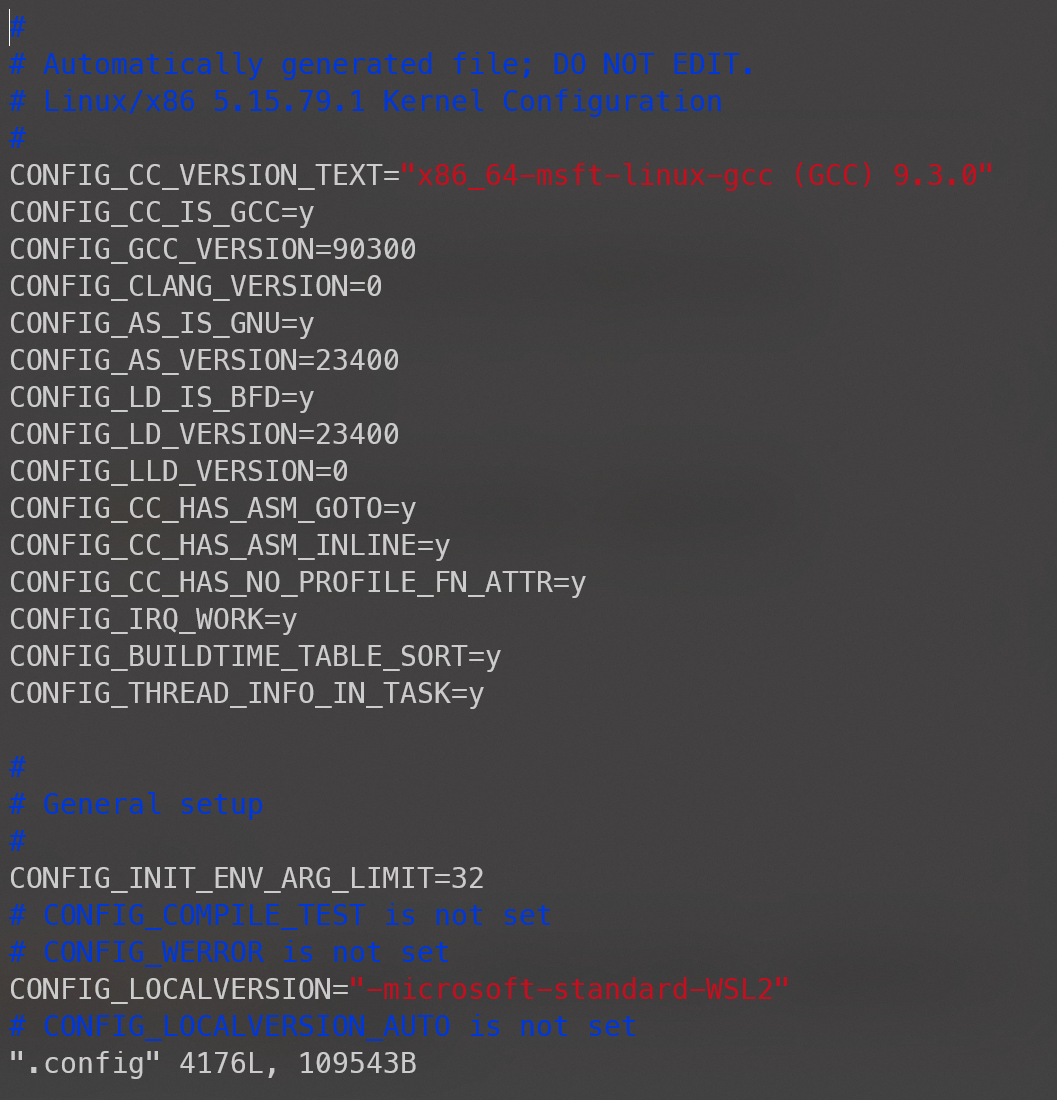 #
# Automatically generated file; DO NOT EDIT.
# Linux/x86 5.15.79.1 Kernel Configuration
#
CONFIG_CC_VERSION_TEXT="x86_64-msft-linux-gcc (GCC) 9.3.0"
CONFIG_CC_IS_GCC=y
CONFIG_GCC_VERSION=90300
CONFIG_CLANG_VERSION=0
CONFIG_AS_IS_GNU=y
CONFIG_AS_VERSION=23400
CONFIG_LD_IS_BFD=y
CONFIG_LD_VERSION=23400
CONFIG_LLD_VERSION=0
CONFIG_CC_HAS_ASM_GOTO=y
CONFIG_CC_HAS_ASM_INLINE=y
CONFIG_CC_HAS_NO_PROFILE_FN_ATTR=y
CONFIG_IRQ_WORK=y
CONFIG_BUILDTIME_TABLE_SORT=y
CONFIG_THREAD_INFO_IN_TASK=y

#
# General setup
#
CONFIG_INIT_ENV_ARG_LIMIT=32
# CONFIG_COMPILE_TEST is not set
# CONFIG_WERROR is not set
CONFIG_LOCALVERSION="-microsoft-standard-WSL2"
# CONFIG_LOCALVERSION_AUTO is not set
".config" 4176L, 109543B